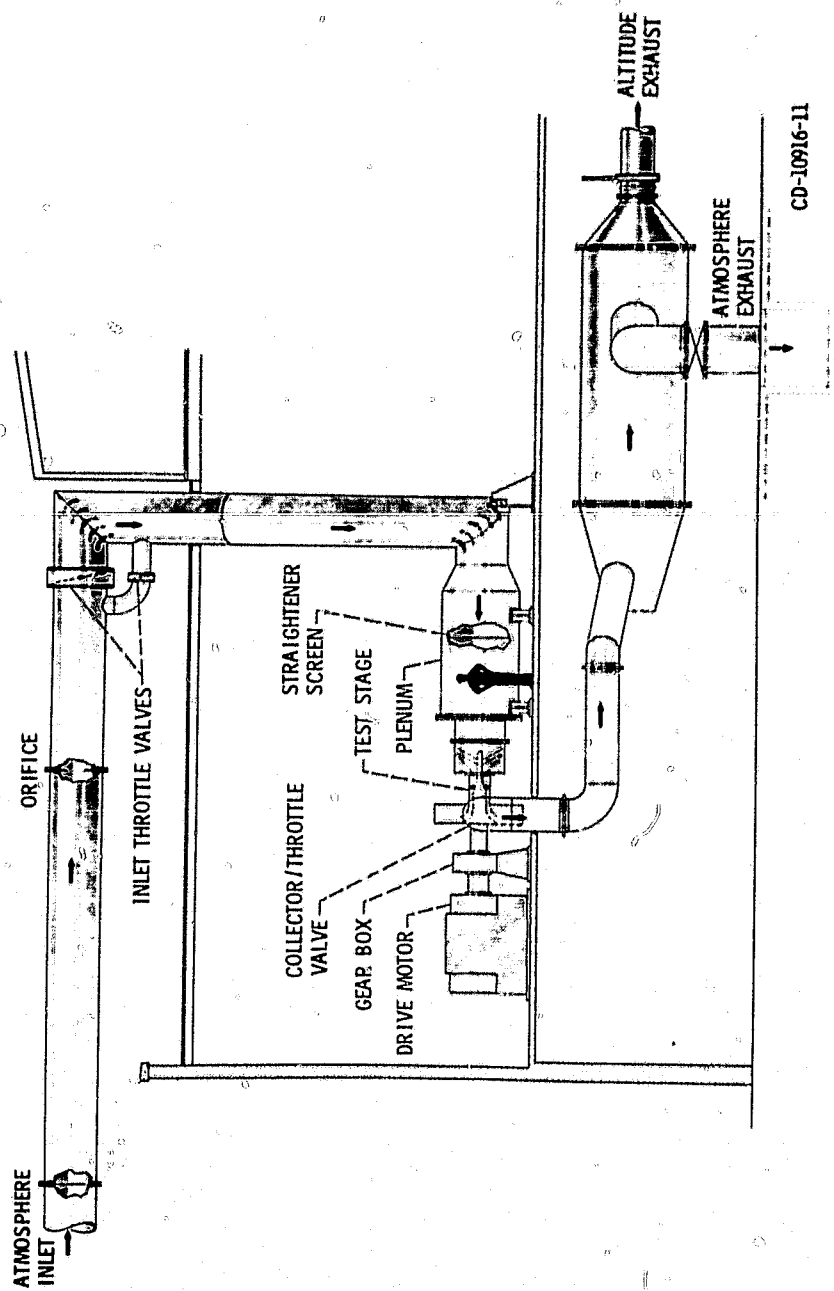 ATMOSPHERE
INLET
ORIFICE
INLET THROTTLE VALVES
STRAIGHTENER
SCREEN
TEST STAGE
PLENUM
COLLECTOR/THROTTLE
VALVE
GEAR BOX
DRIVE MOTOR
ALTITUDE
EXHAUST
ATMOSPHERE
EXHAUST
CD-10916-11